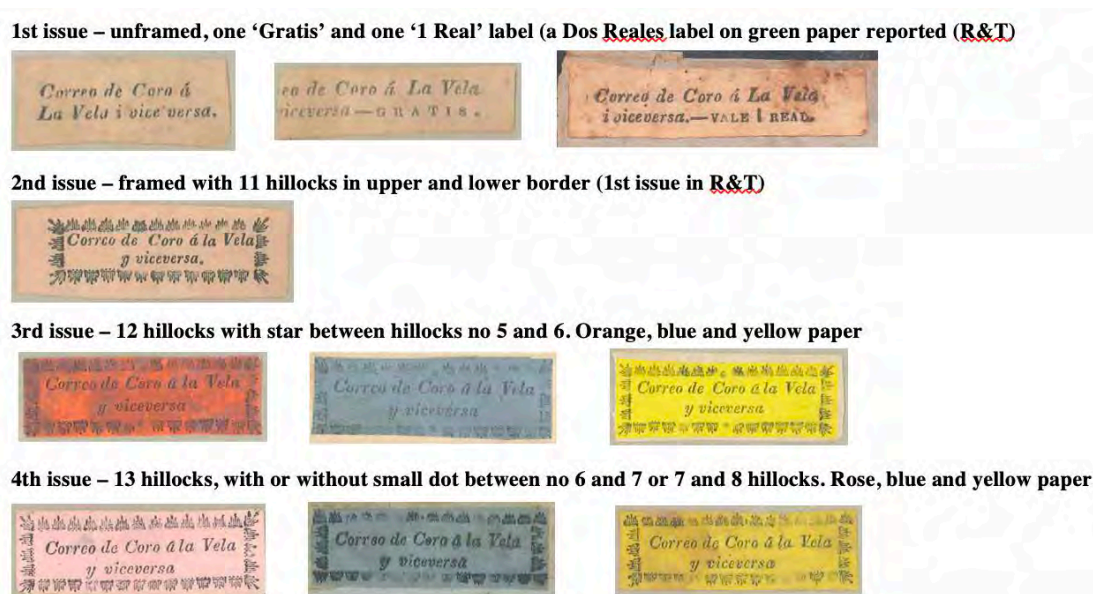 1st issue – unframed, one ‘Gratis’ and one ‘1 Real’ label (a Dos Reales label on green paper reported (R&T)
Correo de Coro á
La Vela i vice versa.
eo de Coro á La Vela
viceversa—GRATIS.
Correo de Coro á La Vela
i viceversa.—VALE 1 REAL.
2nd issue – framed with 11 hillocks in upper and lower border (1st issue in R&T)
Correo de Coro á la Vela
y viceversa.
3rd issue – 12 hillocks with star between hillocks no 5 and 6. Orange, blue and yellow paper
Correo de Coro á la Vela
y viceversa
Correo de Coro á la Vela
y viceversa
Correo de Coro á la Vela
y viceversa
4th issue – 13 hillocks, with or without small dot between no 6 and 7 or 7 and 8 hillocks. Rose, blue and yellow paper
Correo de Coro á la Vela
y viceversa
Correo de Coro á la Vela
y viceversa
Correo de Coro á la Vela
y viceversa